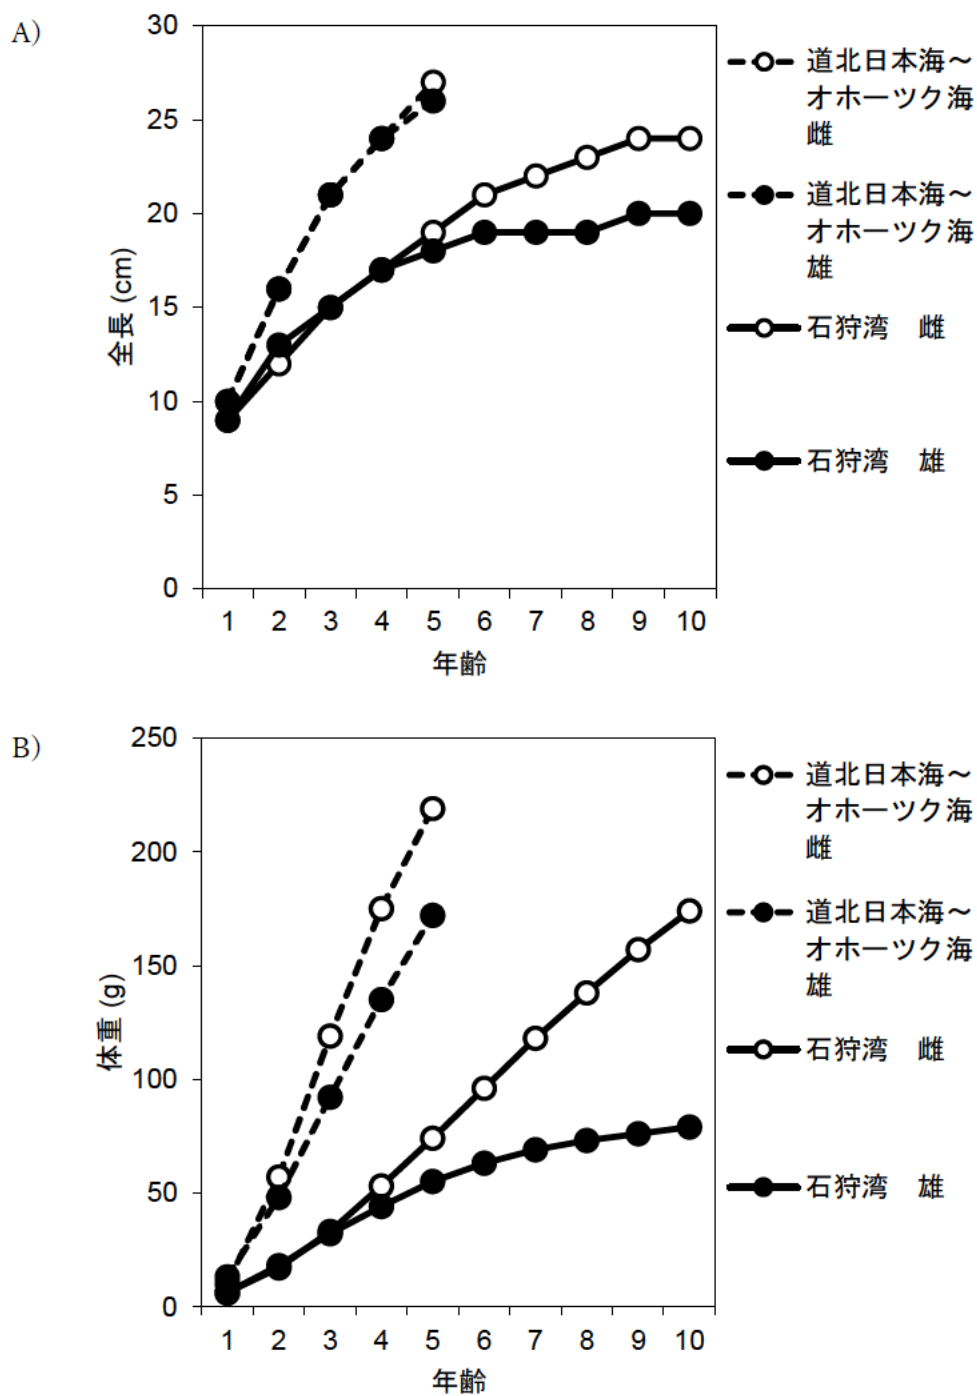 A)
30
25
20
15
10
5
0
全長 (cm)
1 2 3 4 5 6 7 8 9 10
年齢
道北日本海～
オホーツク海
雌
道北日本海～
オホーツク海
雄
石狩湾　雌
石狩湾　雄
B)
250
200
150
100
50
0
体重 (g)
1 2 3 4 5 6 7 8 9 10
年齢
道北日本海～
オホーツク海
雌
道北日本海～
オホーツク海
雄
石狩湾　雌
石狩湾　雄